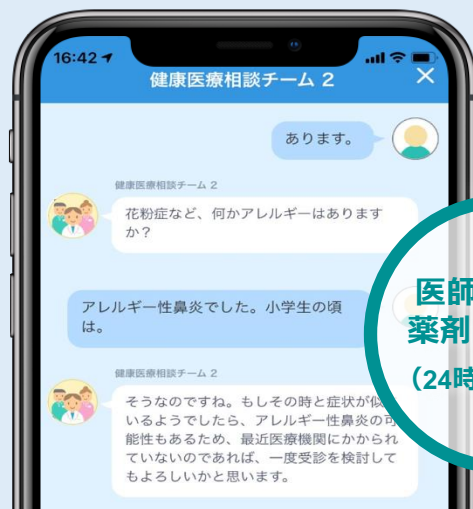 16:42
健康医療相談チーム 2
あります。
健康医療相談チーム 2
花粉症など、何かアレルギーはあります
か？
アレルギー性鼻炎でした。小学生の頃
は。
健康医療相談チーム 2
そうなのですね。もしその時と症状が似
いるようでしたら、アレルギー性鼻炎の可
能性もあるため、最近医療機関にかかられ
ていないのであれば、一度受診を検討して
もよろしいかと思います。
医師
薬剤
（24時